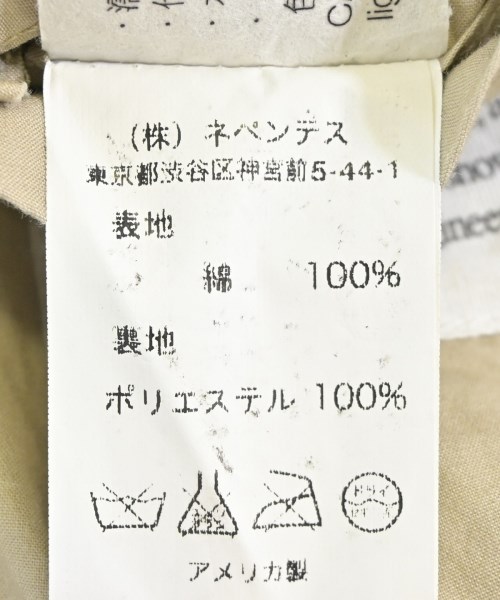 (株) ネペンテス
東京都渋谷区神宮前5-44-1
表地
綿 100%
裏地
ポリエステル 100%
アメリカ製